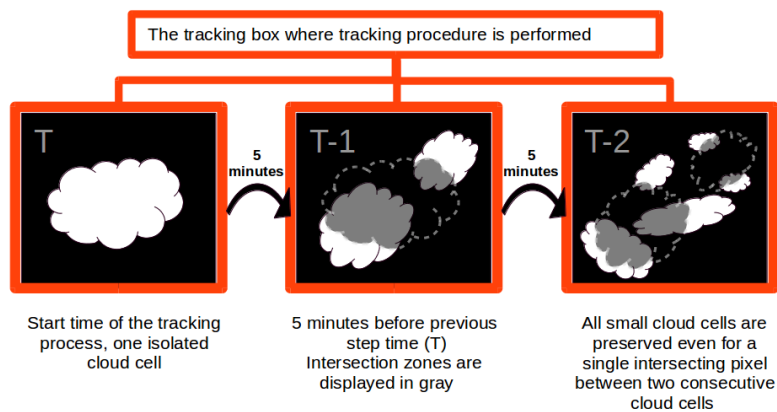 The tracking box where tracking procedure is performed
T
5
minutes
T-1
5
minutes
T-2
Start time of the tracking
process, one isolated
cloud cell
5 minutes before previous
step time (T)
Intersection zones are
displayed in gray
All small cloud cells are
preserved even for a
single intersecting pixel
between two consecutive
cloud cells